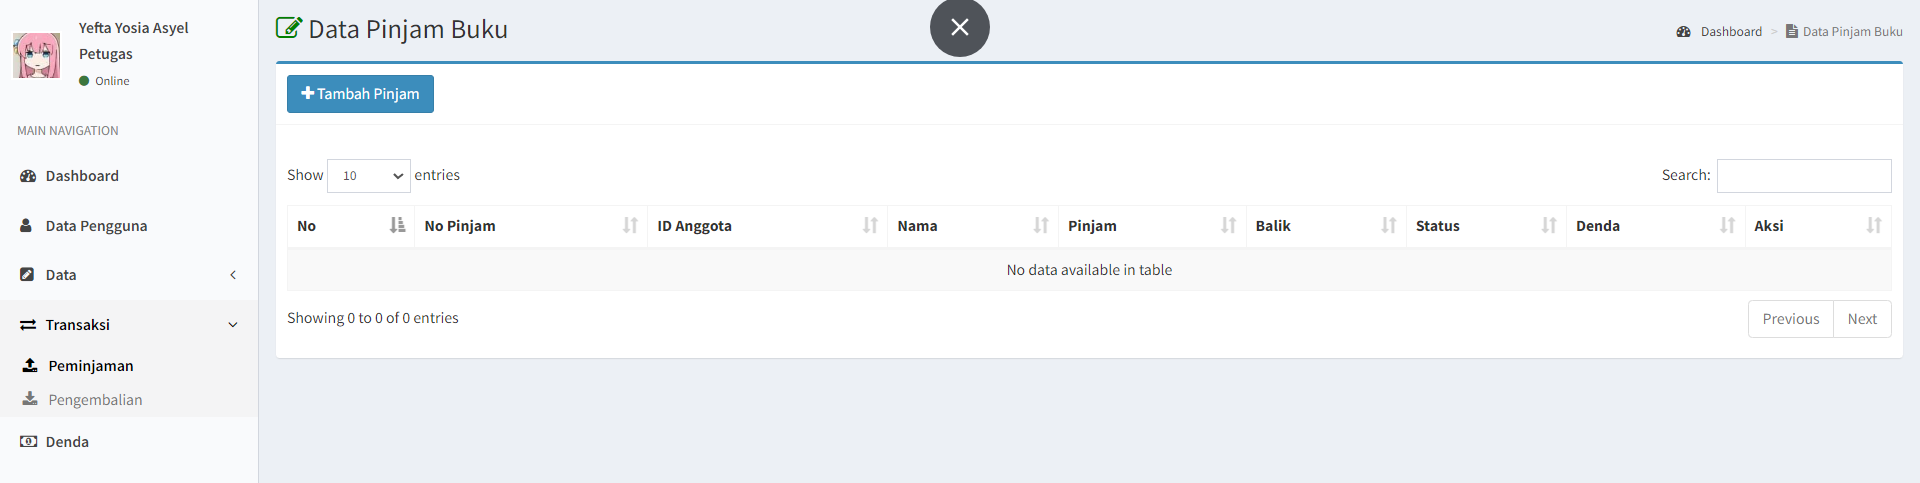 Yefta Yosia Asyel
Petugas
Online
MAIN NAVIGATION
Dashboard
Data Pengguna
Data
Transaksi
Peminjaman
Pengembalian
Denda
Data Pinjam Buku
Dashboard > Data Pinjam Buku
Tambah Pinjam
Show 10 entries
Search:
No No Pinjam ID Anggota Nama Pinjam Balik Status Denda Aksi
No data available in table
Showing 0 to 0 of 0 entries
Previous Next